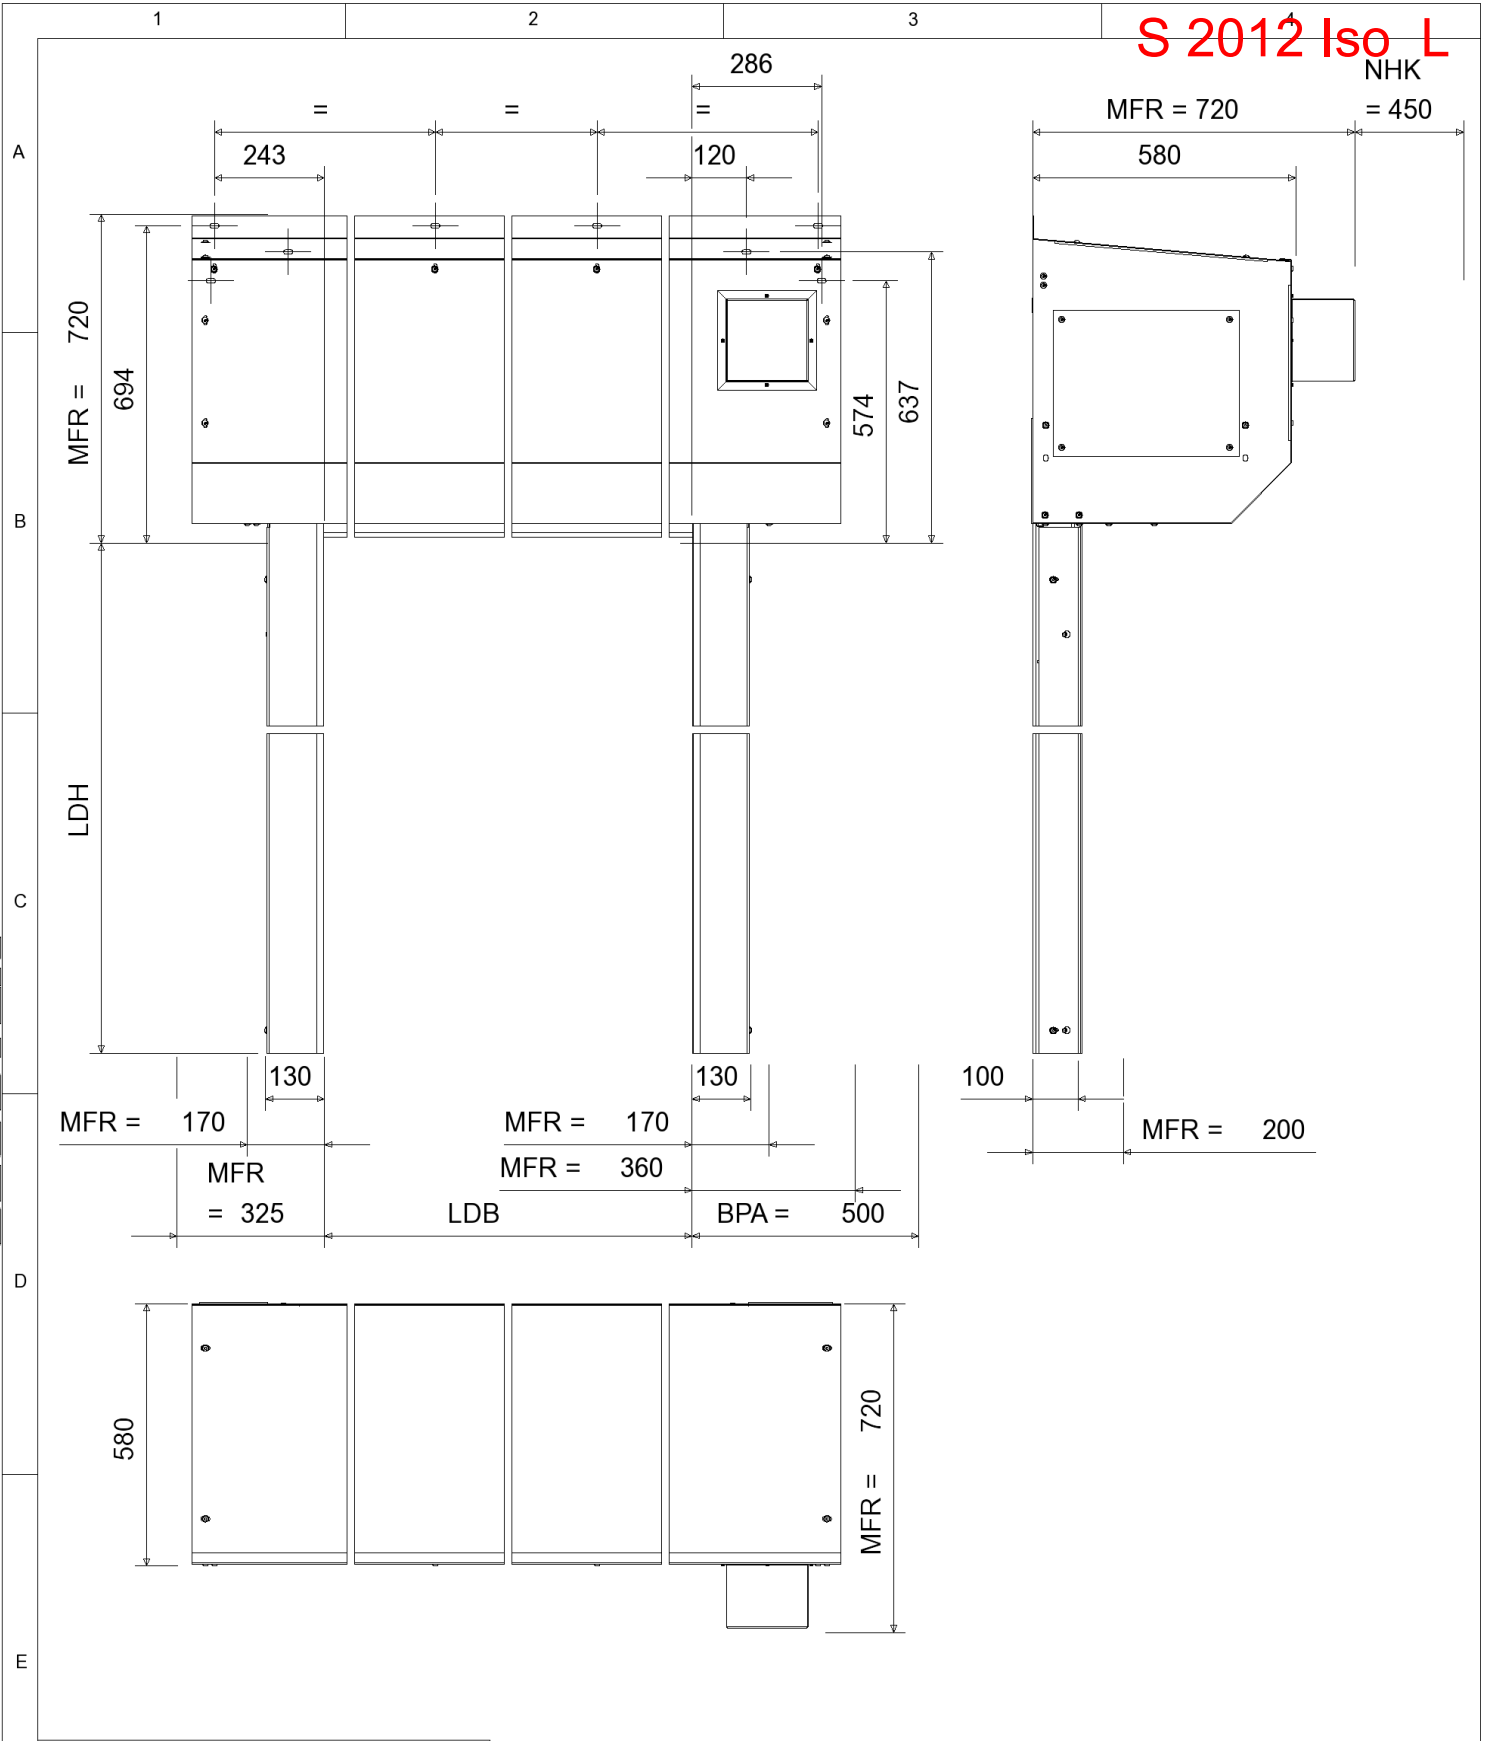 1 2 3 4
S 2012 Iso L
286
NHK
= = =
MFR = 720
= 450
A
243
120
580
MFR = 720
694
574
637
B
LDH
C
130
130
100
MFR = 170
MFR = 170
MFR = 200
MFR
MFR = 360
= 325
LDB
BPA = 500
D
580
MFR = 720
E